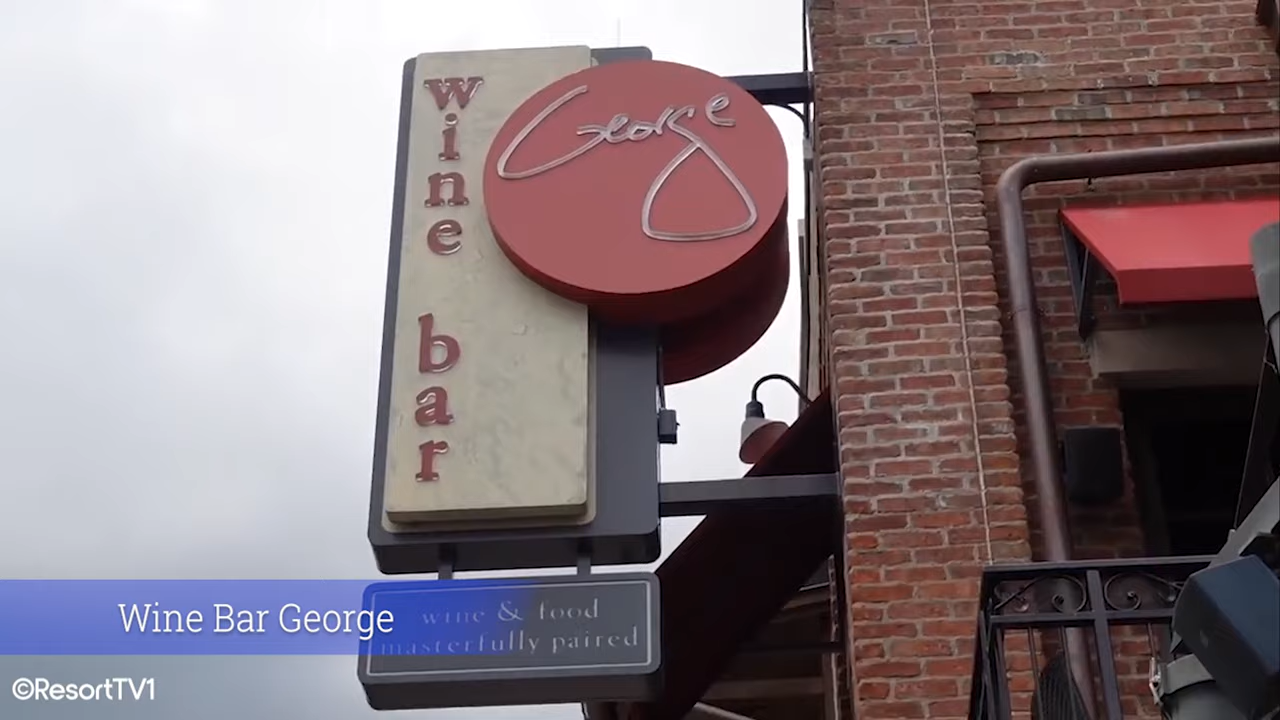 wine bar
George
wine & food
masterfully paired
Wine Bar George
©ResortTV1